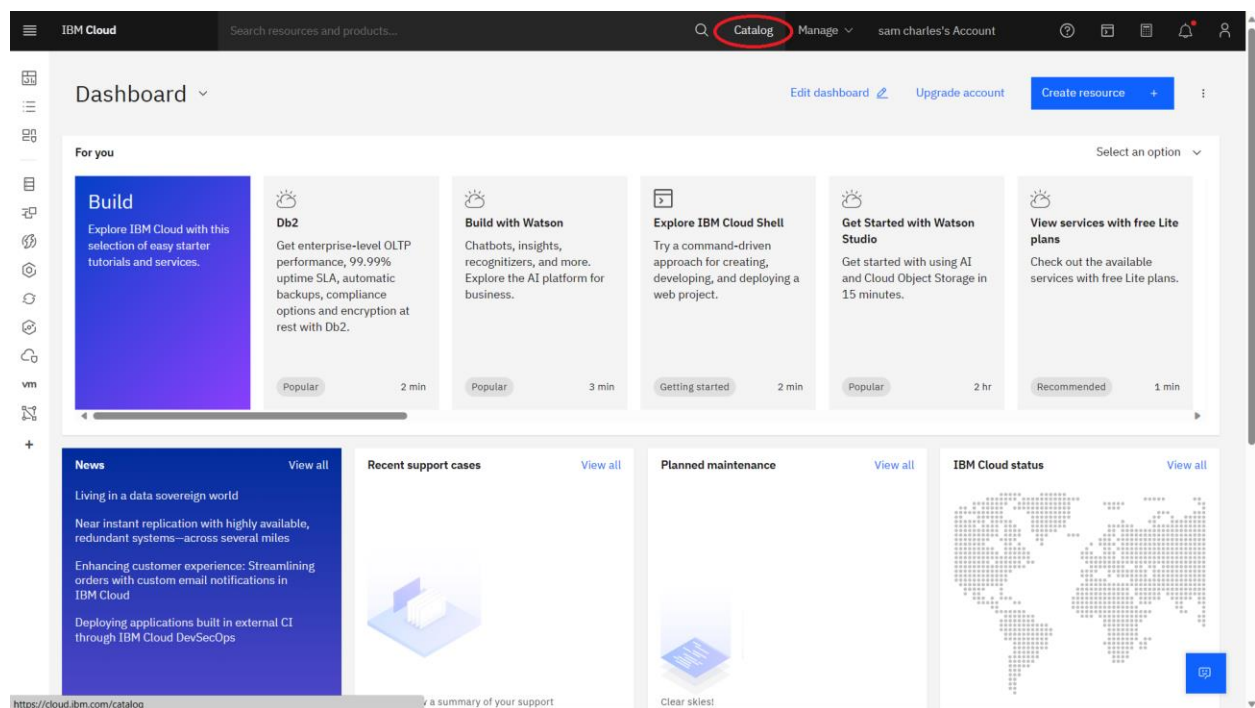 IBM Cloud
Search resources and products...
Catalog
Manage
sam charles's Account
Dashboard
Edit dashboard
Upgrade account
Create resource +
For you
Select an option
Build
Explore IBM Cloud with this
selection of easy starter
tutorials and services.
Db2
Get enterprise-level OLTP
performance, 99.99%
uptime SLA, automatic
backups, compliance
options and encryption at
rest with Db2.
Popular
2 min
Build with Watson
Chatbots, insights,
recognitizers, and more.
Explore the AI platform for
business.
Popular
3 min
Explore IBM Cloud Shell
Try a command-driven
approach for creating,
developing, and deploying a
web project.
Getting started
2 min
Get Started with Watson
Studio
Get started with using AI
and Cloud Object Storage in
15 minutes.
Popular
2 hr
View services with free Lite
plans
Check out the available
services with free Lite plans.
Recommended
1 min
vm
News
View all
Living in a data sovereign world
Near instant replication with highly available,
redundant systems—across several miles
Enhancing customer experience: Streamlining
orders with custom email notifications in
IBM Cloud
Deploying applications built in external CI
through IBM Cloud DevSecOps
Recent support cases
View all
a summary of your support
Planned maintenance
View all
Clear skies!
IBM Cloud status
View all
https://cloud.ibm.com/catalog